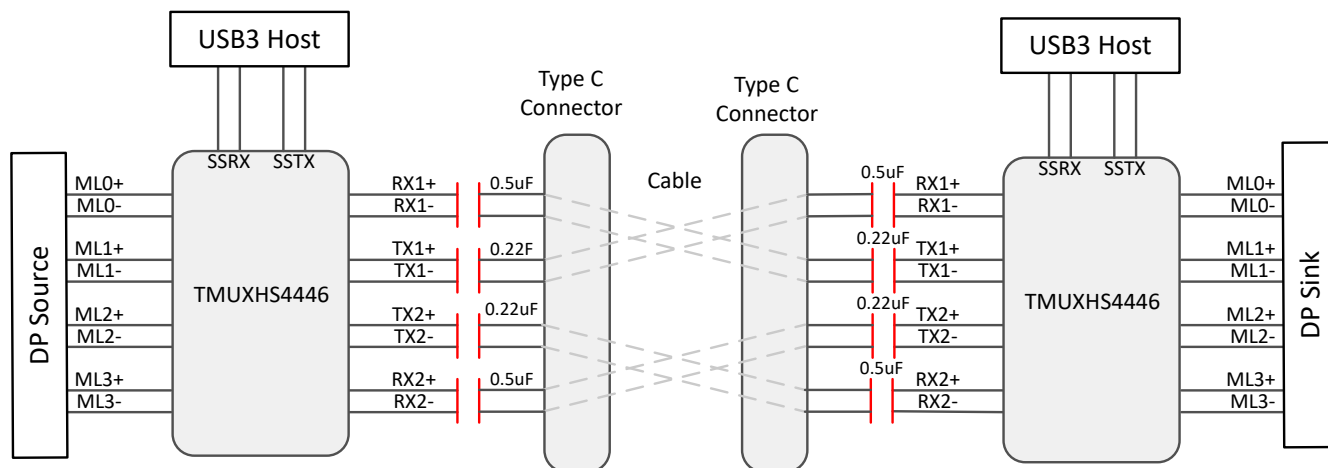 USB3 Host
USB3 Host
Type C
Connector
Type C
Connector
Cable
DP Source
ML0+
ML0-
ML1+
ML1-
ML2+
ML2-
ML3+
ML3-
SSRX SSTX
TMUXHS4446
RX1+
RX1-
TX1+
TX1-
TX2+
TX2-
RX2+
RX2-
0.5uF
0.22F
0.22uF
0.5uF
0.5uF
0.22uF
0.22uF
0.5uF
RX1+
RX1-
TX1+
TX1-
TX2+
TX2-
RX2+
RX2-
SSRX SSTX
TMUXHS4446
ML0+
ML0-
ML1+
ML1-
ML2+
ML2-
ML3+
ML3-
DP Sink